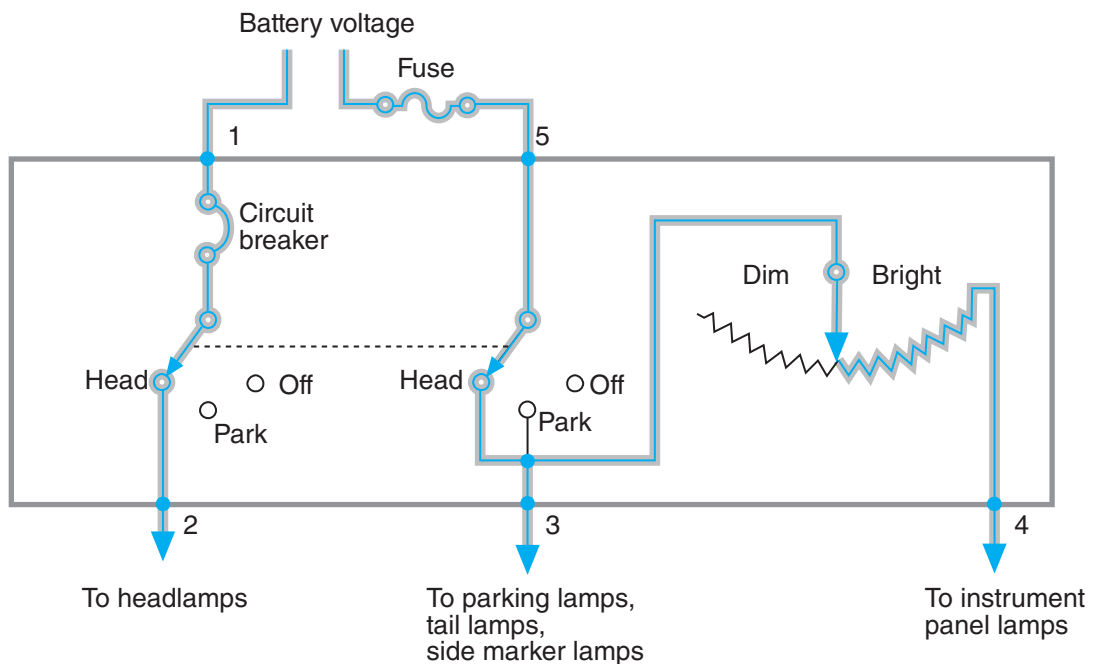 Battery voltage
Fuse
1
5
Circuit
breaker
Dim
Bright
Head
Off
Park
Head
Off
Park
2
3
4
To headlamps
To parking lamps,
tail lamps,
side marker lamps
To instrument
panel lamps